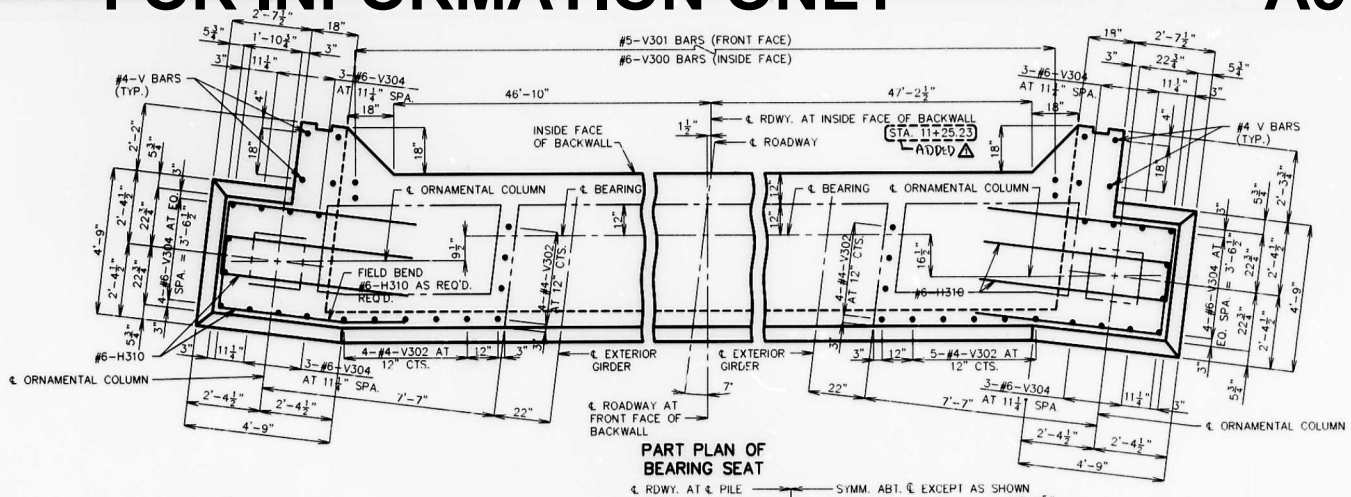 FOR INFORMATION ONLY
2'-7½"
18"
5¾"
1'-10¾"
3"
3"
11¼"
3-#6-V304
AT 11¼" SPA.
#4-V BARS
(TYP.)
4"
18"
18"
46'-10"
#5-V301 BARS (FRONT FACE)
#6-V300 BARS (INSIDE FACE)
47'-2½"
1½"
℄ RDWY. AT INSIDE FACE OF BACKWALL
STA. 11+25.23
ADDED
℄ ROADWAY
INSIDE FACE
OF BACKWALL
18"
18"
18"
2'-7½"
5¾"
3"
22¾"
3-#6-V304
AT 11¼" SPA.
11¼"
3"
18"
4"
18"
#4 V BARS
(TYP.)
2'-2"
5¾"
3"
2'-4½"
22¾"
4'-9"
2'-4½"
22¾"
4-#6-V304 AT EQ.
SPA. = 3'-6½"
5¾"
3"
℄ ORNAMENTAL COLUMN
℄ BEARING
12"
12"
9½"
FIELD BEND
#6-H310 AS REQ'D.
REQ'D.
4-#4-V302
AT 12" CTS.
3"
12"
12"
℄ BEARING
℄ ORNAMENTAL COLUMN
16½"
4-#4-V302
AT 12" CTS.
3"
#6-H310
2'-3¾"
5¾"
3"
2'-4½"
22¾"
4-#6-V304 AT
EQ. SPA. = 3'-6½"
4'-9"
22¾"
2'-4½"
3"
5¾"
#6-H310
℄ ORNAMENTAL COLUMN
3"
11¼"
3-#6-V304
AT 11¼" SPA.
4-#4-V302 AT
12" CTS.
12"
3"
℄ EXTERIOR
GIRDER
℄ EXTERIOR
GIRDER
3"
12"
5-#4-V302 AT
12" CTS.
3-#6-V304
AT 11¼" SPA.
11¼"
3"
2'-4½"
2'-4½"
4'-9"
7'-7"
22"
℄ ROADWAY AT
FRONT FACE OF
BACKWALL
22"
7'-7"
2'-4½"
2'-4½"
4'-9"
℄ ORNAMENTAL COLUMN
PART PLAN OF
BEARING SEAT
℄ RDWY. AT ℄ PILE
SYMM. ABT. ℄ EXCEPT AS SHOWN